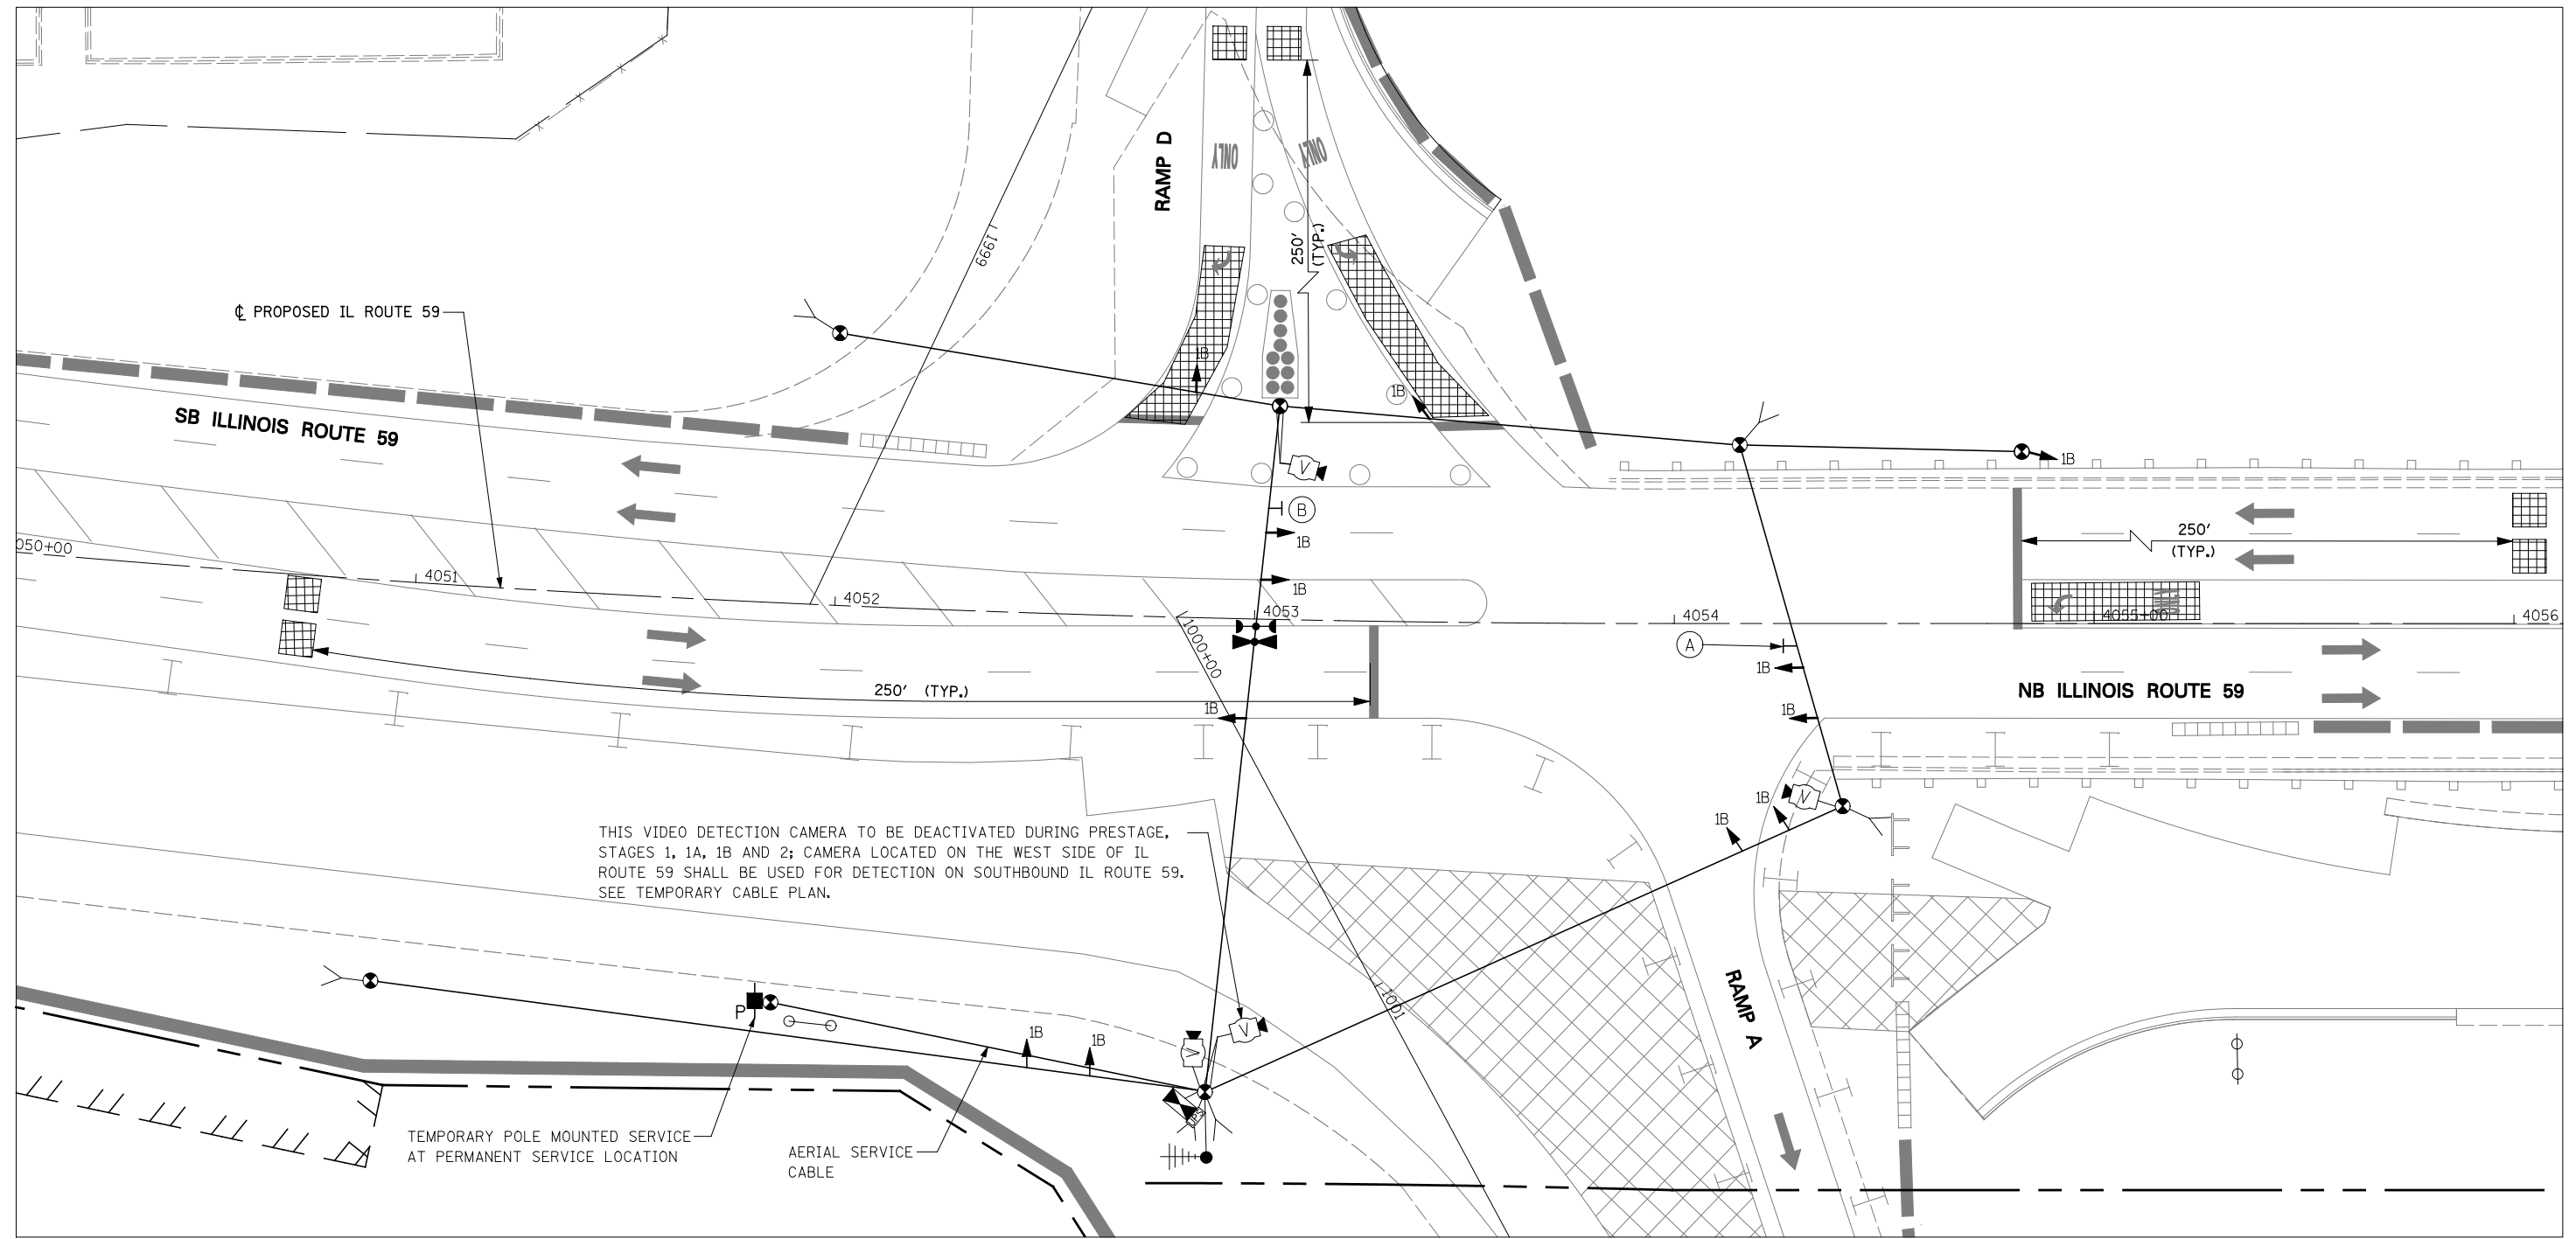 RAMP D
ONLY
ONLY
250'
(TYP.)
1999
℄ PROPOSED IL ROUTE 59
SB ILLINOIS ROUTE 59
1B
1B
V
1B
B
1B
1B
250'
(TYP.)
050+00
4051
4052
4053
4054
4055+00
4056
ONLY
1000+00
A
1B
1B
1B
250' (TYP.)
NB ILLINOIS ROUTE 59
V
1B
1B
THIS VIDEO DETECTION CAMERA TO BE DEACTIVATED DURING PRESTAGE,
STAGES 1, 1A, 1B AND 2; CAMERA LOCATED ON THE WEST SIDE OF IL
ROUTE 59 SHALL BE USED FOR DETECTION ON SOUTHBOUND IL ROUTE 59.
SEE TEMPORARY CABLE PLAN.
RAMP A
1001
P
1B
1B
V
V
UPS
TEMPORARY POLE MOUNTED SERVICE
AT PERMANENT SERVICE LOCATION
AERIAL SERVICE
CABLE